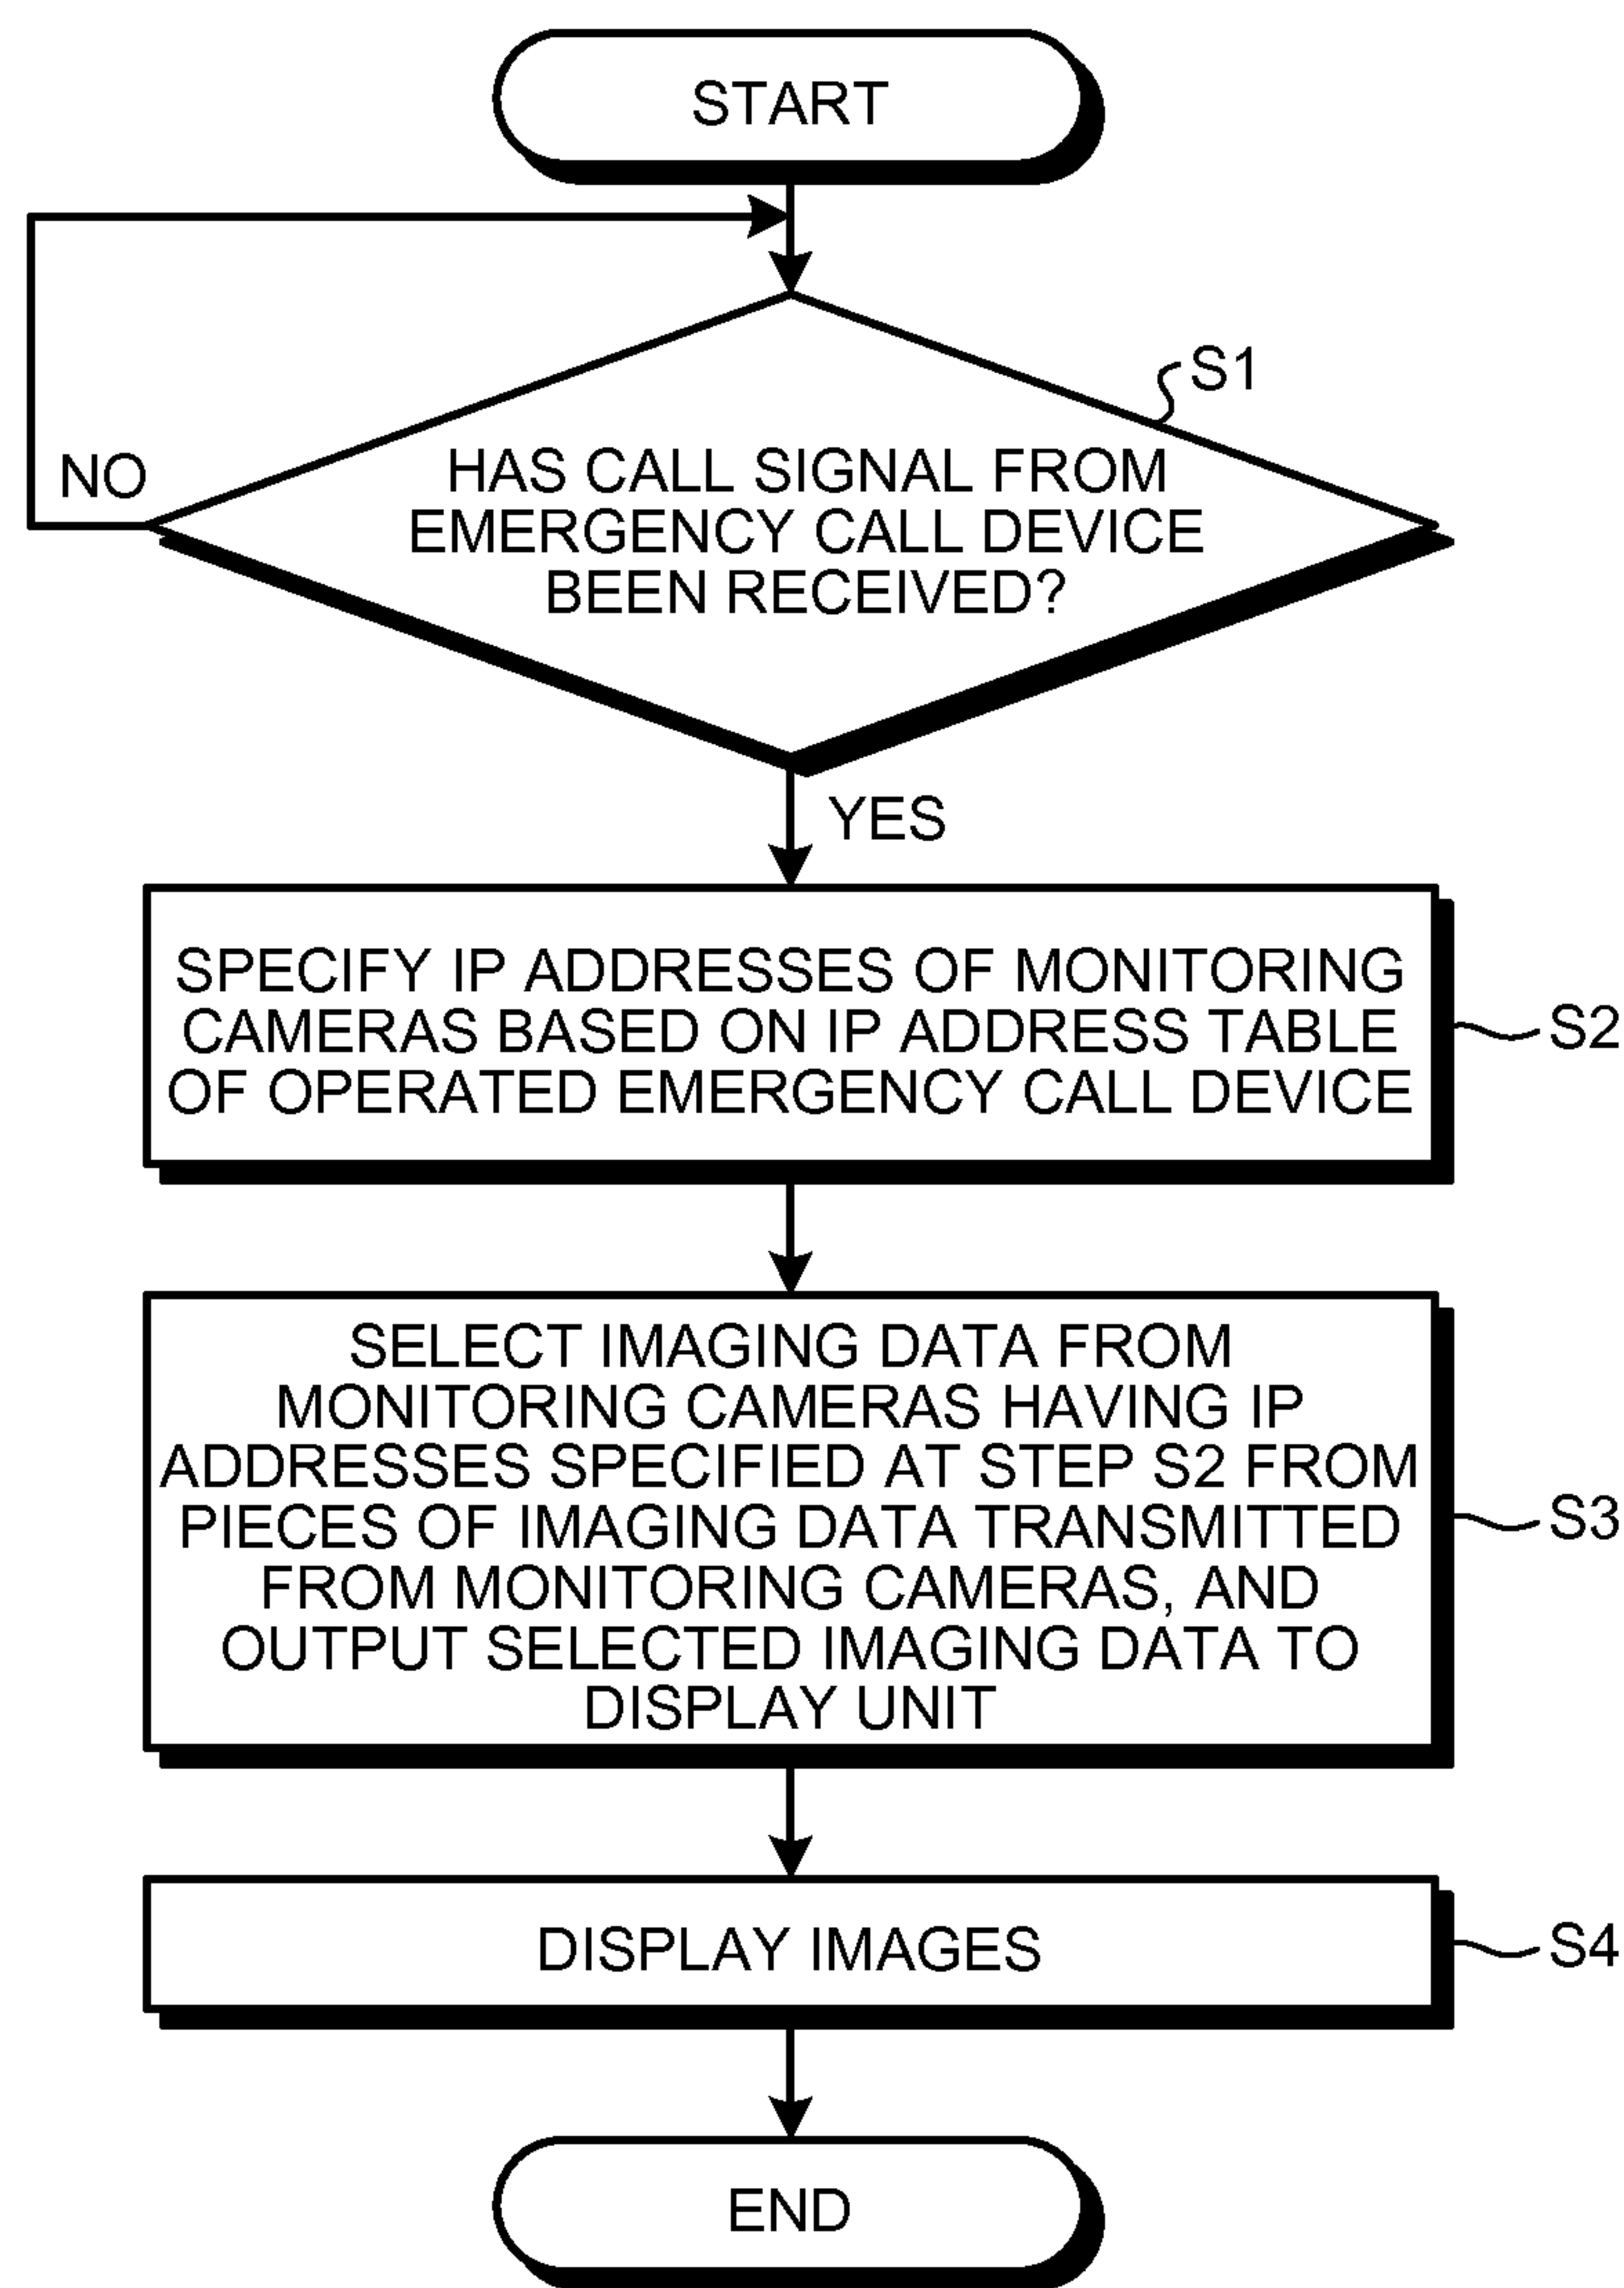 START
S1
HAS CALL SIGNAL FROM
EMERGENCY CALL DEVICE
BEEN RECEIVED?
NO
YES
SPECIFY IP ADDRESSES OF MONITORING
CAMERAS BASED ON IP ADDRESS TABLE
OF OPERATED EMERGENCY CALL DEVICE
S2
SELECT IMAGING DATA FROM
MONITORING CAMERAS HAVING IP
ADDRESSES SPECIFIED AT STEP S2 FROM
PIECES OF IMAGING DATA TRANSMITTED
FROM MONITORING CAMERAS, AND
OUTPUT SELECTED IMAGING DATA TO
DISPLAY UNIT
S3
DISPLAY IMAGES
S4
END